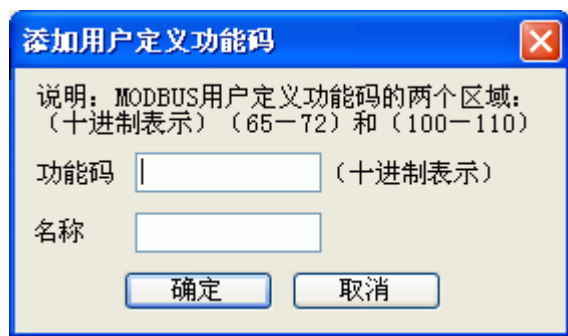 添加用户定义功能码
说明：MODBUS用户定义功能码的两个区域：
（十进制表示）（65－72）和（100－110）
功能码 （十进制表示）
名称
确定 取消